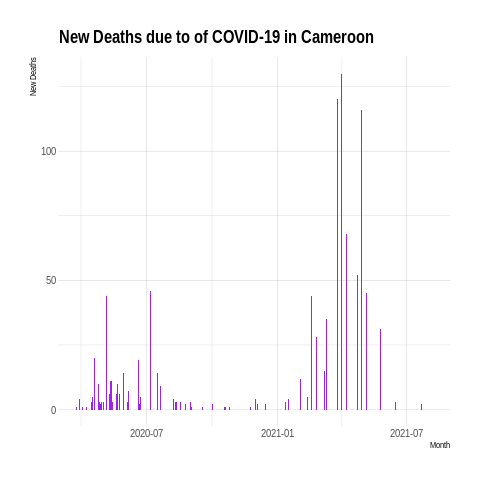 New Deaths due to of COVID-19 in Cameroon
New Deaths
100
50
0
2020-07
2021-01
2021-07
Month